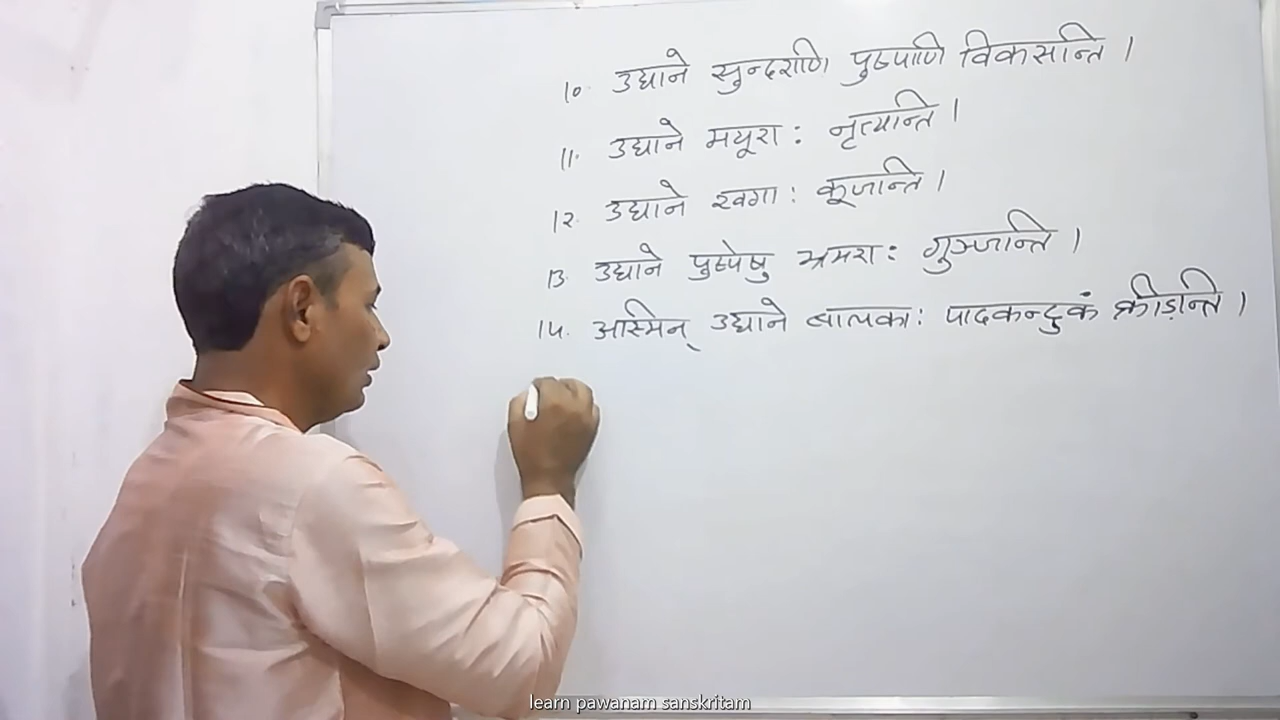 10. उद्याने सुन्दराणि पुष्पाणि विकसन्ति ।
11. उद्याने मयूरा: नृत्यन्ति ।
12. उद्याने खगा: कूजन्ति ।
13. उद्याने पुष्पेषु भ्रमरा: गुञ्जन्ति ।
14. अस्मिन् उद्याने बालका: पादकन्दुकं क्रीड़न्ति ।
learn pawanam sanskritam